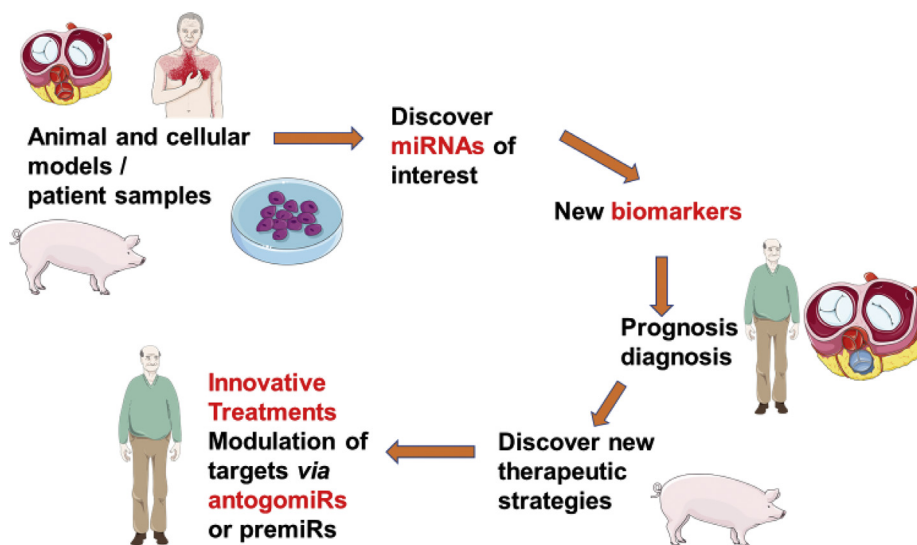 Animal and cellular
models /
patient samples
Discover
miRNAs of
interest
New biomarkers
Prognosis
diagnosis
Discover new
therapeutic
strategies
Innovative
Treatments
Modulation of
targets via
antogomiRs
or premiRs